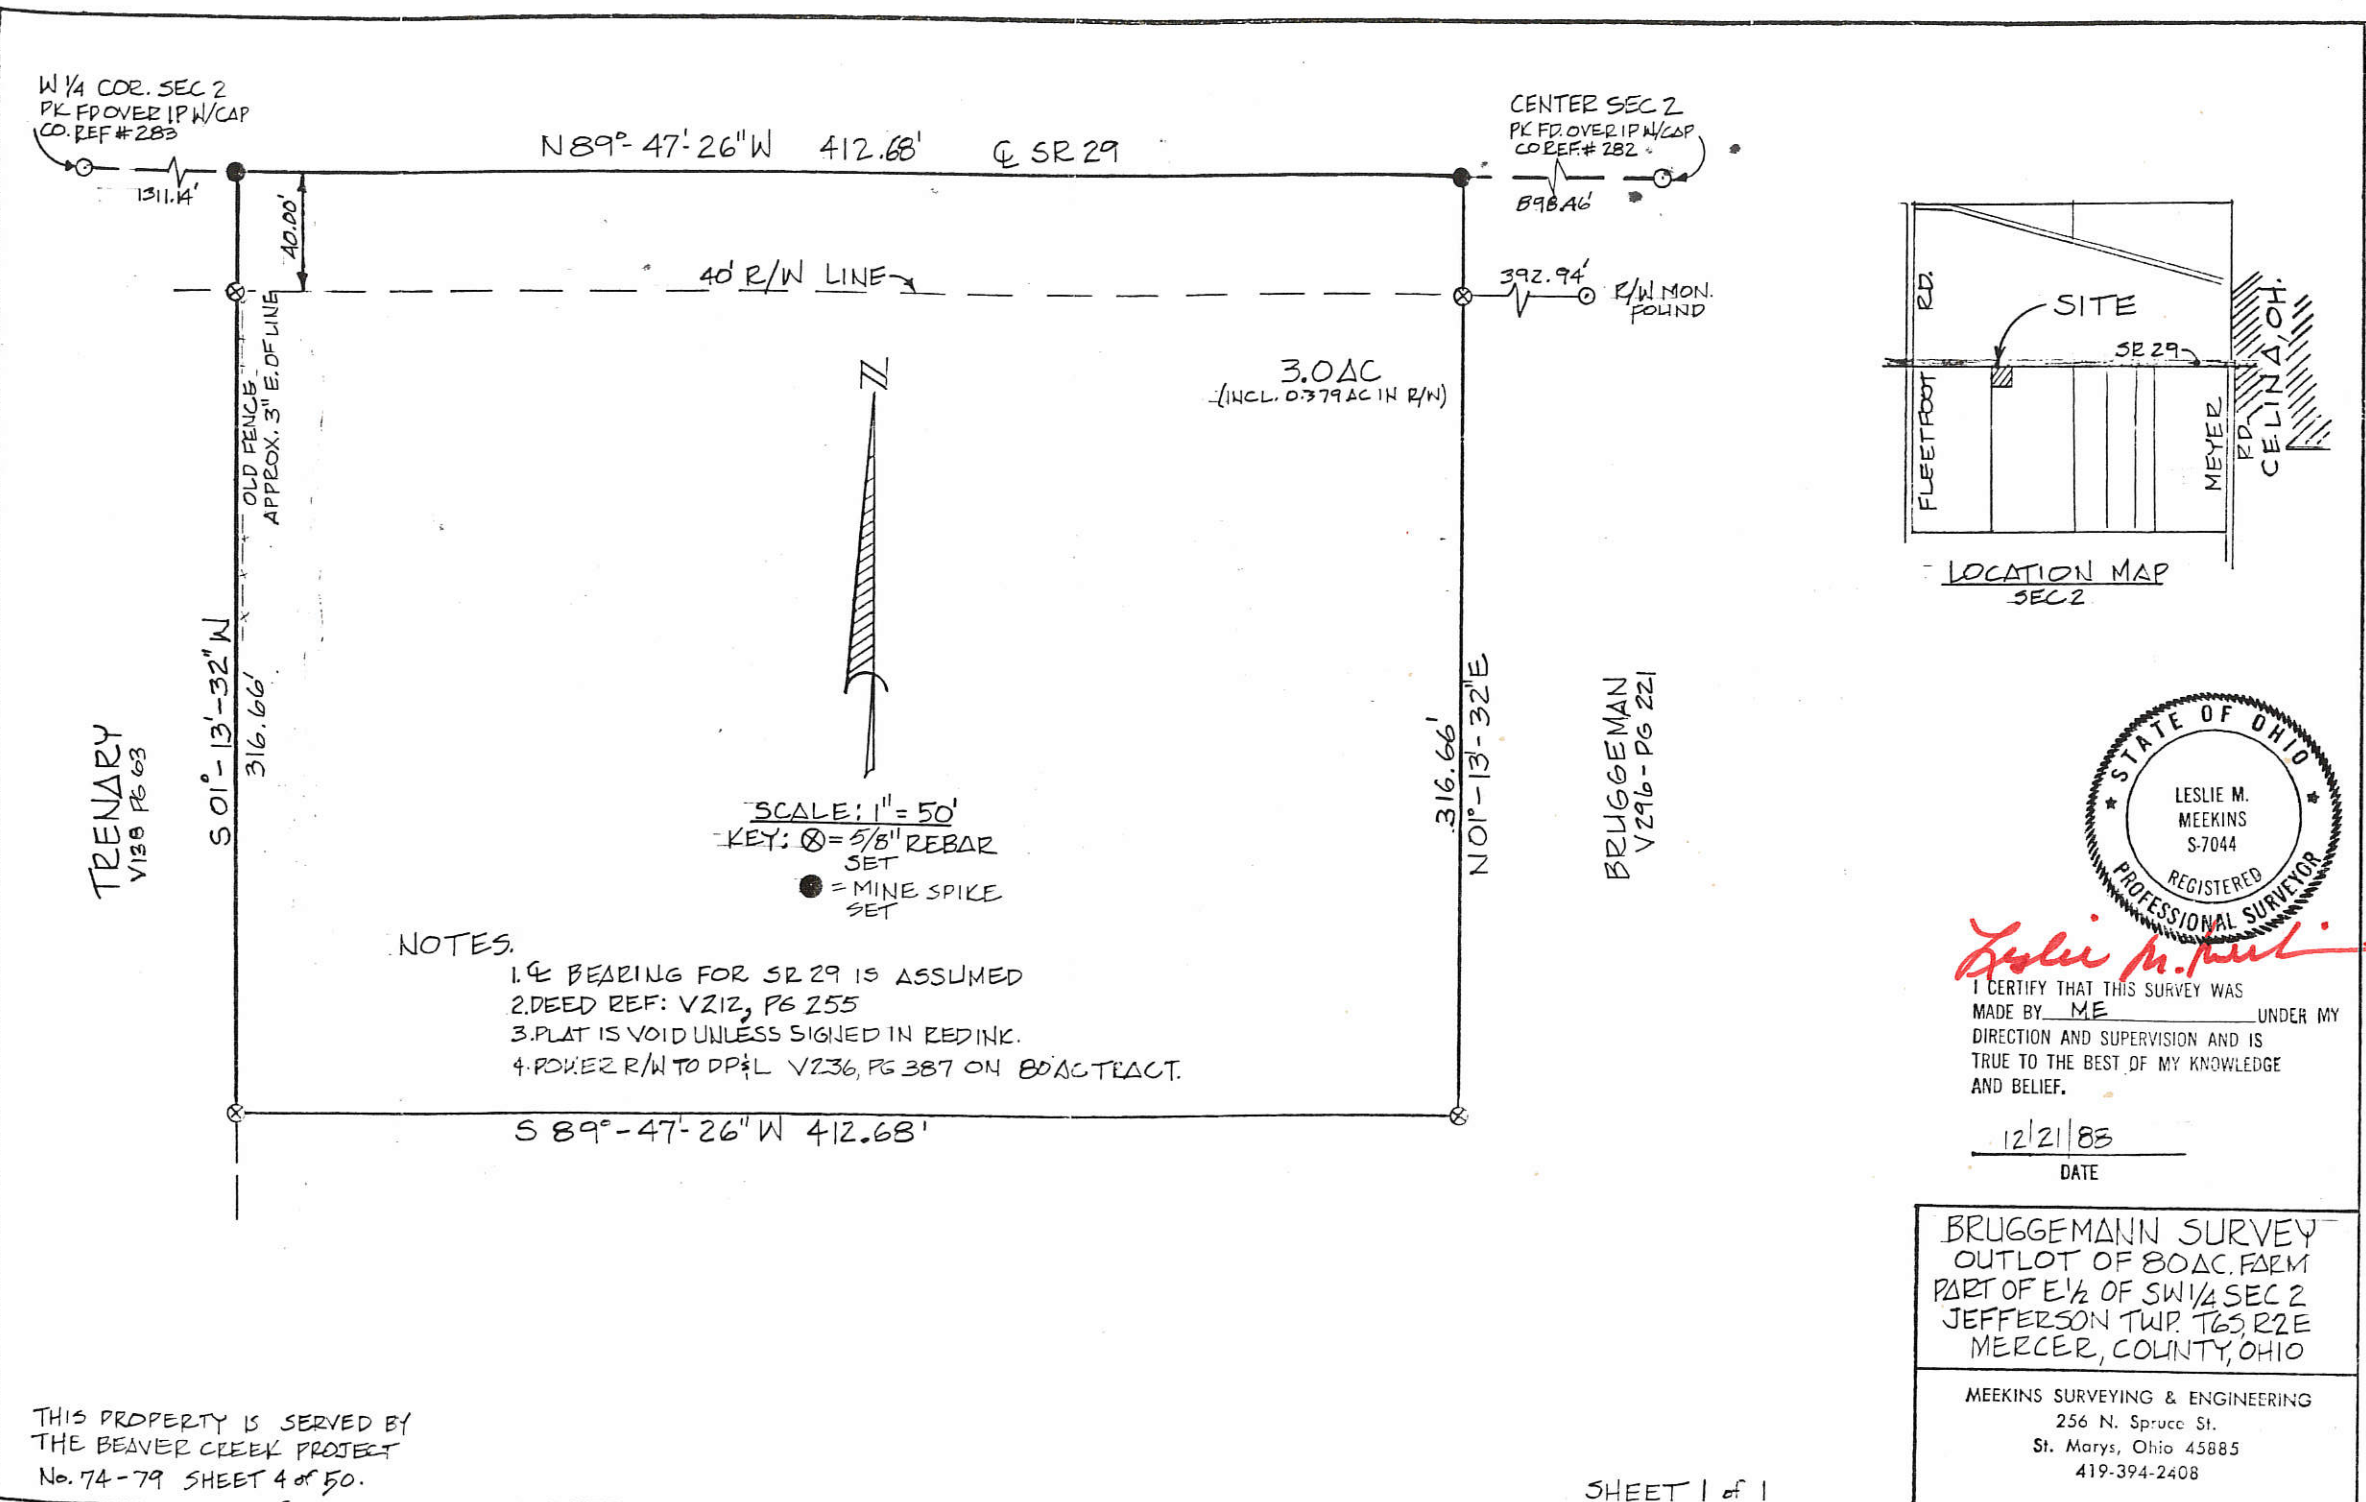 W 1/4 COR. SEC 2
PK FD OVER IP W/CAP
CO. REF #283
1311.14'
N 89°-47'-26" W 412.68' ℄ SR 29
CENTER SEC 2
PK FD. OVER IP W/CAP
CO REF.# 282
898.46'
40.00'
40' R/W LINE
392.94'
R/W MON.
FOUND
OLD FENCE
APPROX. 3" E. OF LINE
3.0 AC
(INCL. 0.379 AC IN R/W)
N
S 01°-13'-32" W
316.66'
TRENARY
V138 PG 63
316.66'
N 01°-13'-32" E
BRUGGEMAN
V296-PG 221
SCALE: 1" = 50'
KEY: ⊗ = 5/8" REBAR
SET
● = MINE SPIKE
SET
NOTES.
1. ℄ BEARING FOR SR 29 IS ASSUMED
2. DEED REF: V212, PG 255
3. PLAT IS VOID UNLESS SIGNED IN RED INK.
4. POWER R/W TO DP&L V236, PG 387 ON 80 AC TRACT.
S 89°-47'-26" W 412.68'
FLEETFOOT RD.
SITE
SR 29
MEYER RD.
CELINA, OH.
LOCATION MAP
SEC 2
STATE OF OHIO
LESLIE M.
MEEKINS
S-7044
REGISTERED
PROFESSIONAL SURVEYOR
Leslie M. Meekins
I CERTIFY THAT THIS SURVEY WAS
MADE BY ME UNDER MY
DIRECTION AND SUPERVISION AND IS
TRUE TO THE BEST OF MY KNOWLEDGE
AND BELIEF.
DATE
BRUGGEMANN SURVEY
OUTLOT OF 80 AC. FARM
PART OF E 1/2 OF SW 1/4 SEC 2
JEFFERSON TWP. T6S, R2E
MERCER, COUNTY, OHIO
MEEKINS SURVEYING & ENGINEERING
256 N. Spruce St.
St. Marys, Ohio 45885
419-394-2408
THIS PROPERTY IS SERVED BY
THE BEAVER CREEK PROJECT
No. 74-79 SHEET 4 of 50.
SHEET 1 of 1